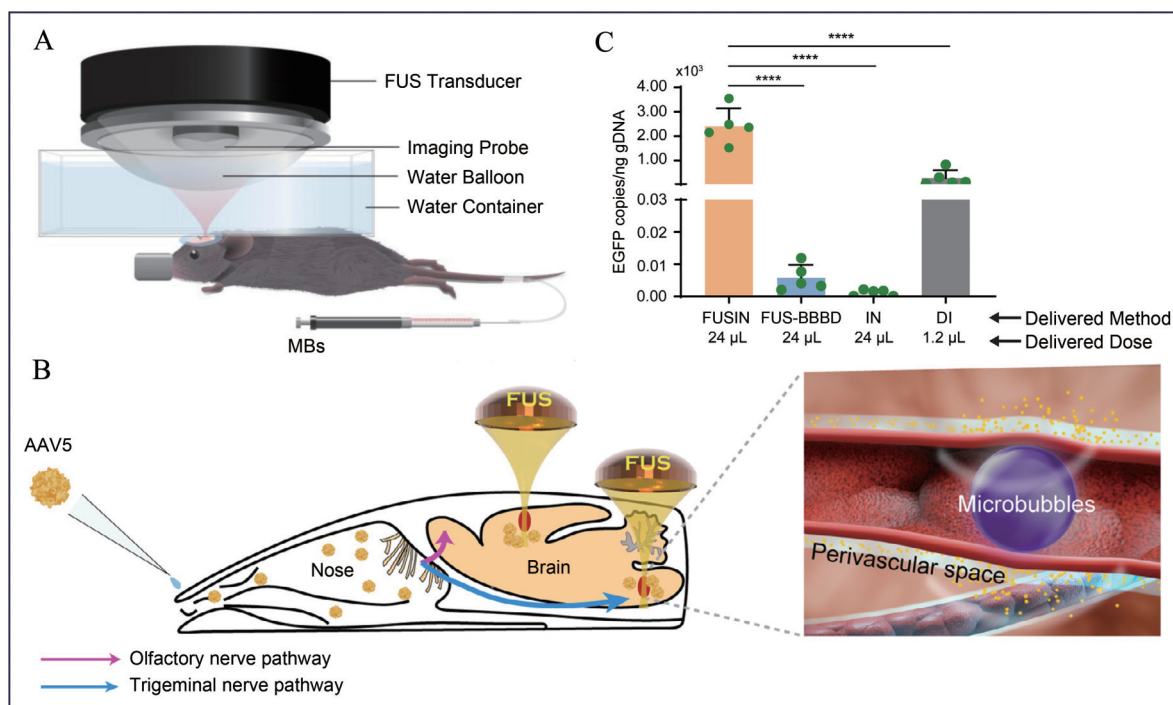 A
FUS Transducer
Imaging Probe
Water Balloon
Water Container
MBs
C
****
****
****
x10³
4.00
3.00
2.00
1.00
0.03
0.02
0.01
0.00
EGFP copies/ng gDNA
FUSIN FUS-BBBD IN DI Delivered Method
24 µL 24 µL 24 µL 1.2 µL Delivered Dose
B
AAV5
FUS
FUS
Nose
Brain
Microbubbles
Perivascular space
Olfactory nerve pathway
Trigeminal nerve pathway